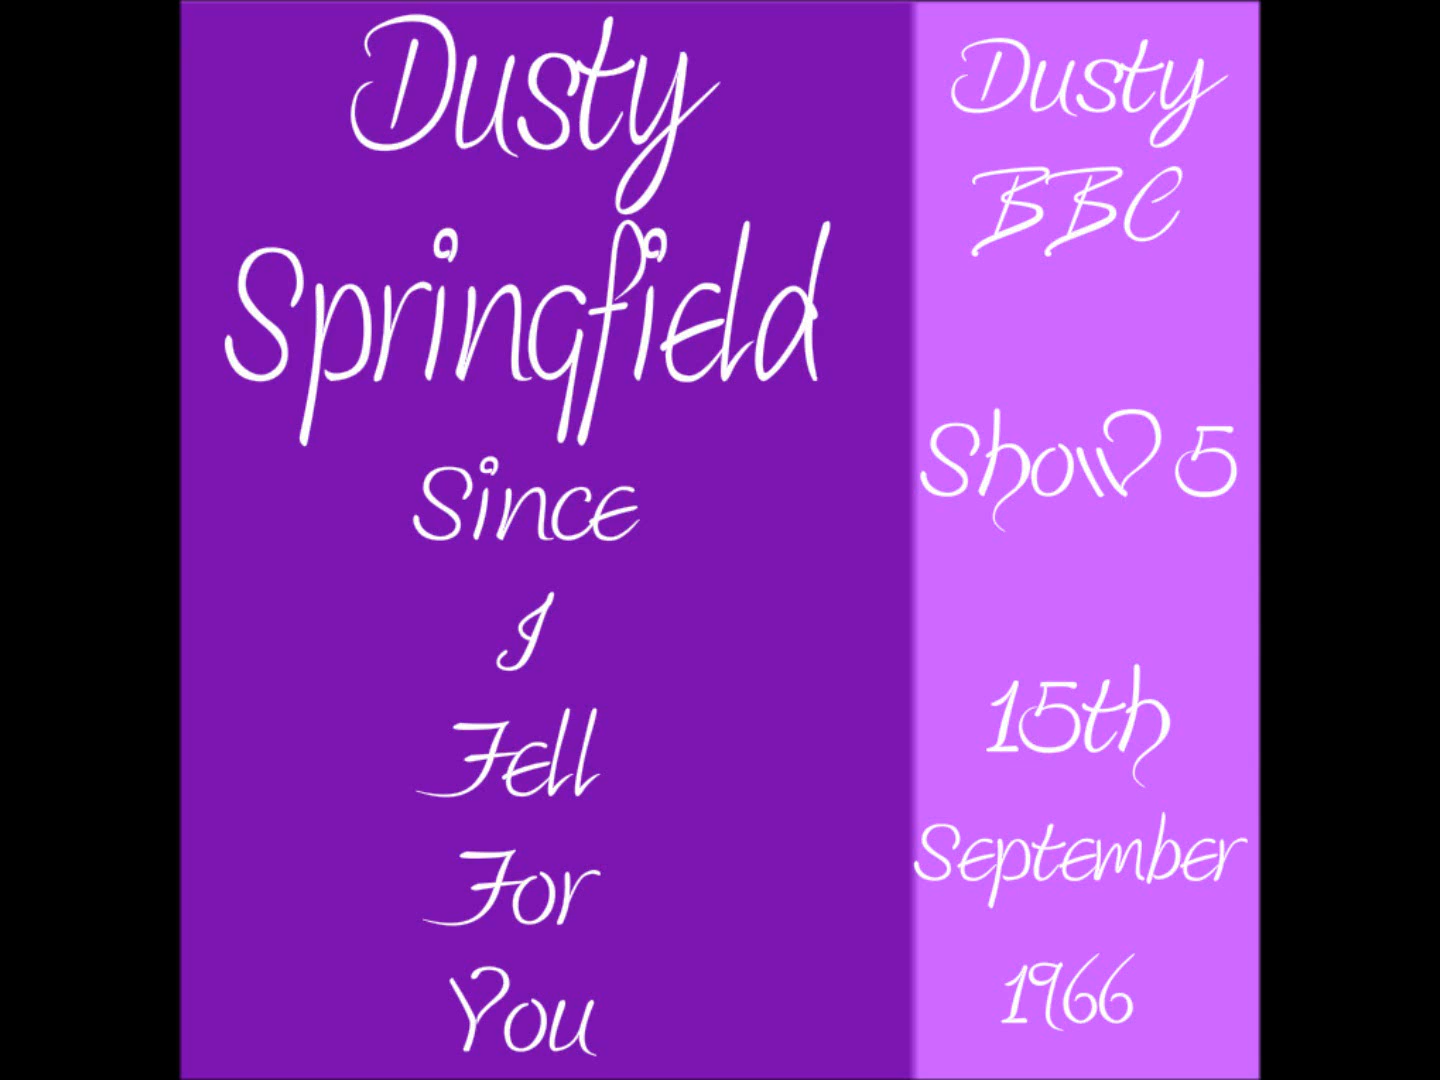 Dusty
Springfield
Since
I
Fell
For
You
Dusty
BBC
Show 5
15th
September
1966